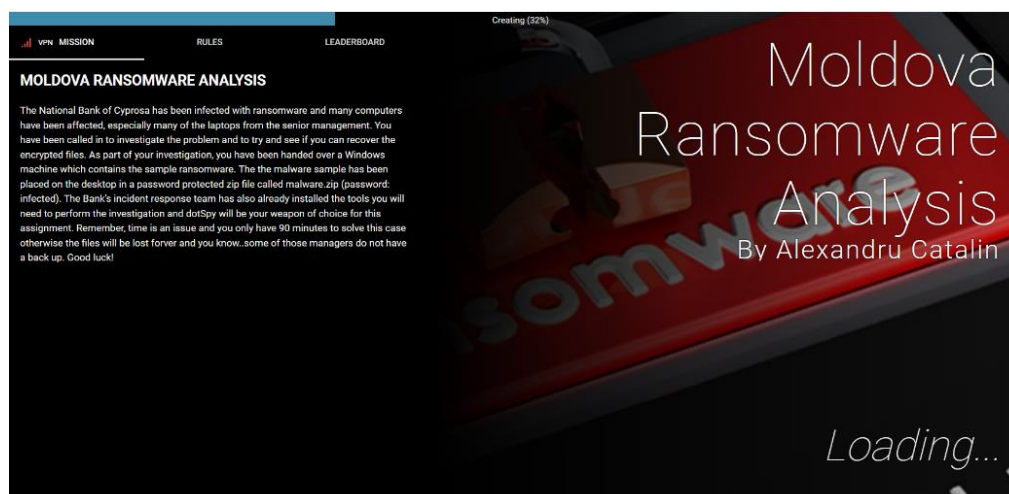 Creating (32%)
VPN MISSION RULES LEADERBOARD
MOLDOVA RANSOMWARE ANALYSIS
The National Bank of Cyprosa has been infected with ransomware and many computers
have been affected, especially many of the laptops from the senior management. You
have been called in to investigate the problem and to try and see if you can recover the
encrypted files. As part of your investigation, you have been handed over a Windows
machine which contains the sample ransomware. The the malware sample has been
placed on the desktop in a password protected zip file called malware.zip (password:
infected). The Bank's incident response team has also already installed the tools you will
need to perform the investigation and dotSpy will be your weapon of choice for this
assignment. Remember, time is an issue and you only have 90 minutes to solve this case
otherwise the files will be lost forver and you know..some of those managers do not have
a back up. Good luck!
Moldova
Ransomware
Analysis
By Alexandru Catalin
somware
Loading...